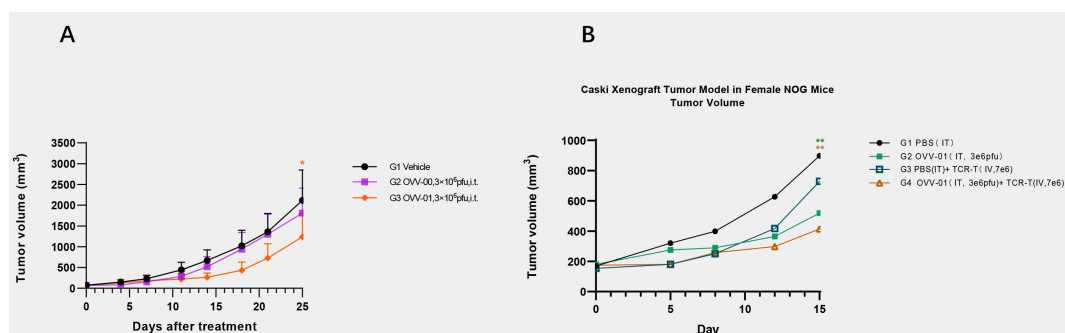 A
B
Caski Xenograft Tumor Model in Female NOG Mice
Tumor Volume
Tumor volume (mm³)
3500
3000
2500
2000
1500
1000
500
0
0 5 10 15 20 25
Days after treatment
*
G1 Vehicle
G2 OVV-00,3×10⁶pfu,i.t.
G3 OVV-01,3×10⁶pfu,i.t.
Tumor volume (mm³)
1000
800
600
400
200
0
0 5 10 15
Day
**
**
G1 PBS( IT)
G2 OVV-01( IT, 3e6pfu)
G3 PBS(IT)+ TCR-T( IV,7e6)
G4 OVV-01( IT, 3e6pfu)+ TCR-T(IV,7e6)